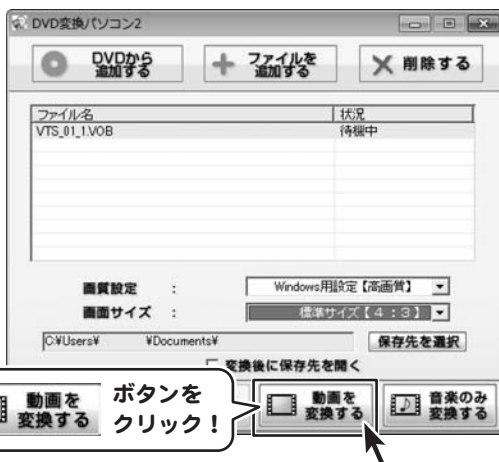 DVD変換パソコン2
DVDから
追加する
ファイルを
追加する
削除する
ファイル名 状況
VTS_01_1.VOB 待機中
画質設定 : Windows用設定【高画質】
画面サイズ : 標準サイズ【4:3】
C:¥Users¥ ¥Documents¥ 保存先を選択
変換後に保存先を開く
動画を
変換する
ボタンを
クリック!
動画を
変換する
音楽のみ
変換する